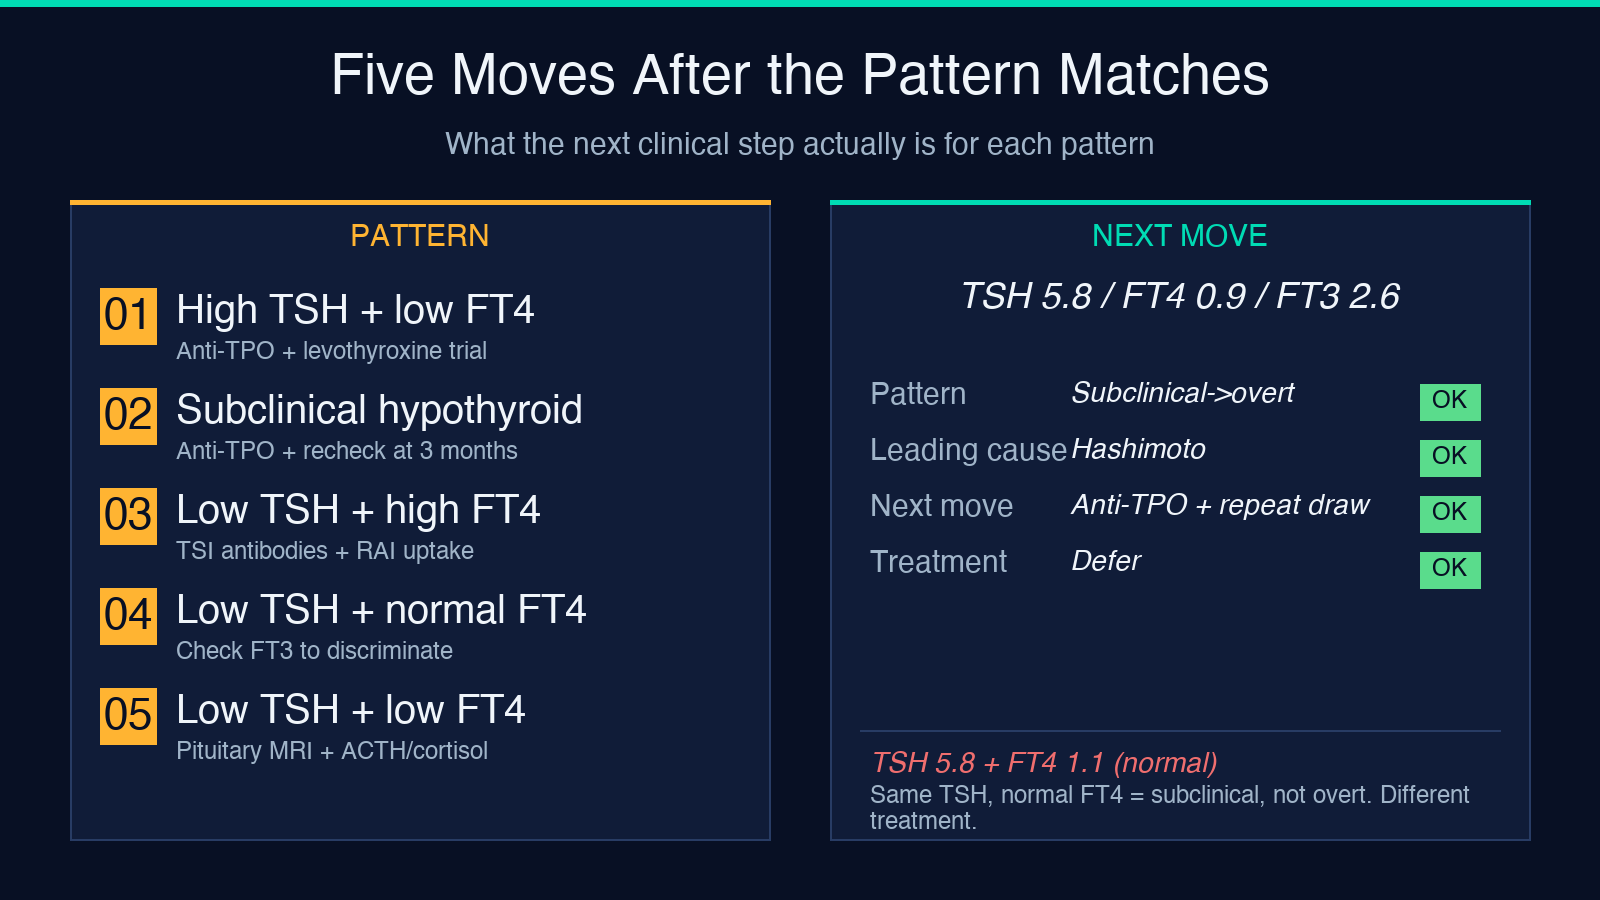 Five Moves After the Pattern Matches
What the next clinical step actually is for each pattern
PATTERN
01 High TSH + low FT4
Anti-TPO + levothyroxine trial
02 Subclinical hypothyroid
Anti-TPO + recheck at 3 months
03 Low TSH + high FT4
TSI antibodies + RAI uptake
04 Low TSH + normal FT4
Check FT3 to discriminate
05 Low TSH + low FT4
Pituitary MRI + ACTH/cortisol
NEXT MOVE
TSH 5.8 / FT4 0.9 / FT3 2.6
Pattern Subclinical->overt OK
Leading cause Hashimoto OK
Next move Anti-TPO + repeat draw OK
Treatment Defer OK
TSH 5.8 + FT4 1.1 (normal)
Same TSH, normal FT4 = subclinical, not overt. Different
treatment.